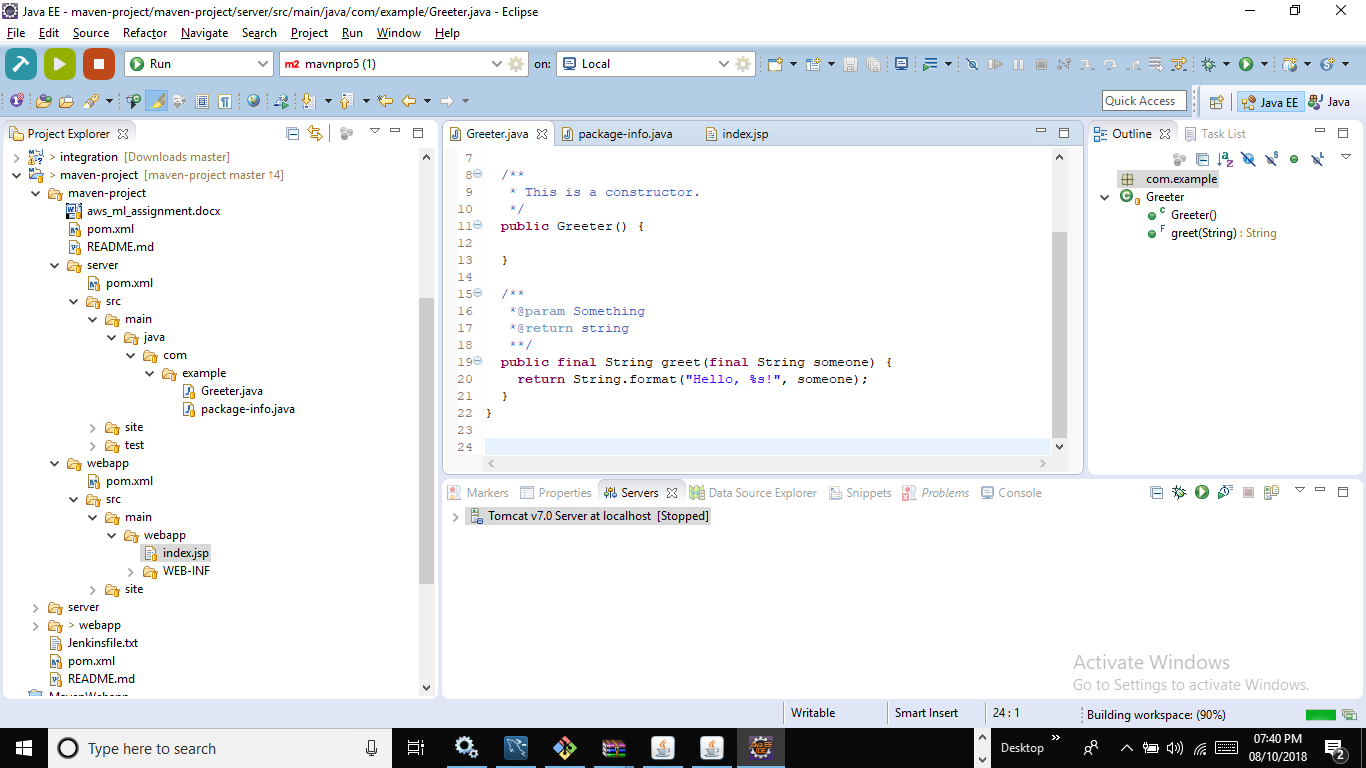 Java EE - maven-project/maven-project/server/src/main/java/com/example/Greeter.java - Eclipse
File Edit Source Refactor Navigate Search Project Run Window Help
Run
m2 mavnpro5 (1)
on:
Local
Quick Access
Java EE
Java
Project Explorer
> integration [Downloads master]
> maven-project [maven-project master ↑4]
maven-project
aws_ml_assignment.docx
pom.xml
README.md
server
pom.xml
src
main
java
com
example
Greeter.java
package-info.java
site
test
webapp
pom.xml
src
main
webapp
index.jsp
WEB-INF
site
server
> webapp
Jenkinsfile.txt
pom.xml
README.md
MavenWebapp
Greeter.java
package-info.java
index.jsp
7
8 /**
9 * This is a constructor.
10 */
11 public Greeter() {
12
13 }
14
15 /**
16 *@param Something
17 *@return string
18 **/
19 public final String greet(final String someone) {
20 return String.format("Hello, %s!", someone);
21 }
22 }
23
24
Outline
Task List
com.example
Greeter
Greeter()
greet(String) : String
Markers
Properties
Servers
Data Source Explorer
Snippets
Problems
Console
Tomcat v7.0 Server at localhost [Stopped]
Activate Windows
Go to Settings to activate Windows.
Writable
Smart Insert
24 : 1
Building workspace: (90%)
Type here to search
Desktop
07:40 PM
08/10/2018
2